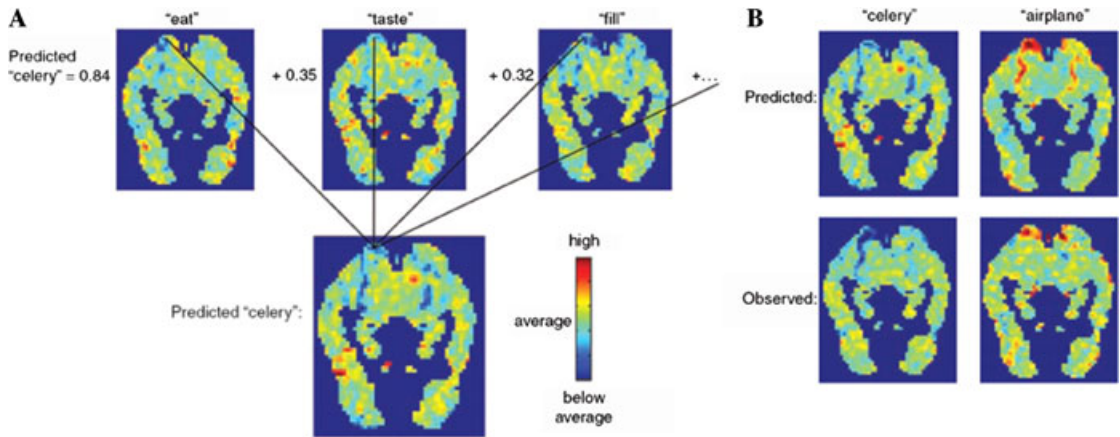 A
"eat"
"taste"
"fill"
Predicted
"celery" = 0.84
+ 0.35
+ 0.32
+...
Predicted "celery":
high
average
below
average
B
"celery"
"airplane"
Predicted:
Observed: